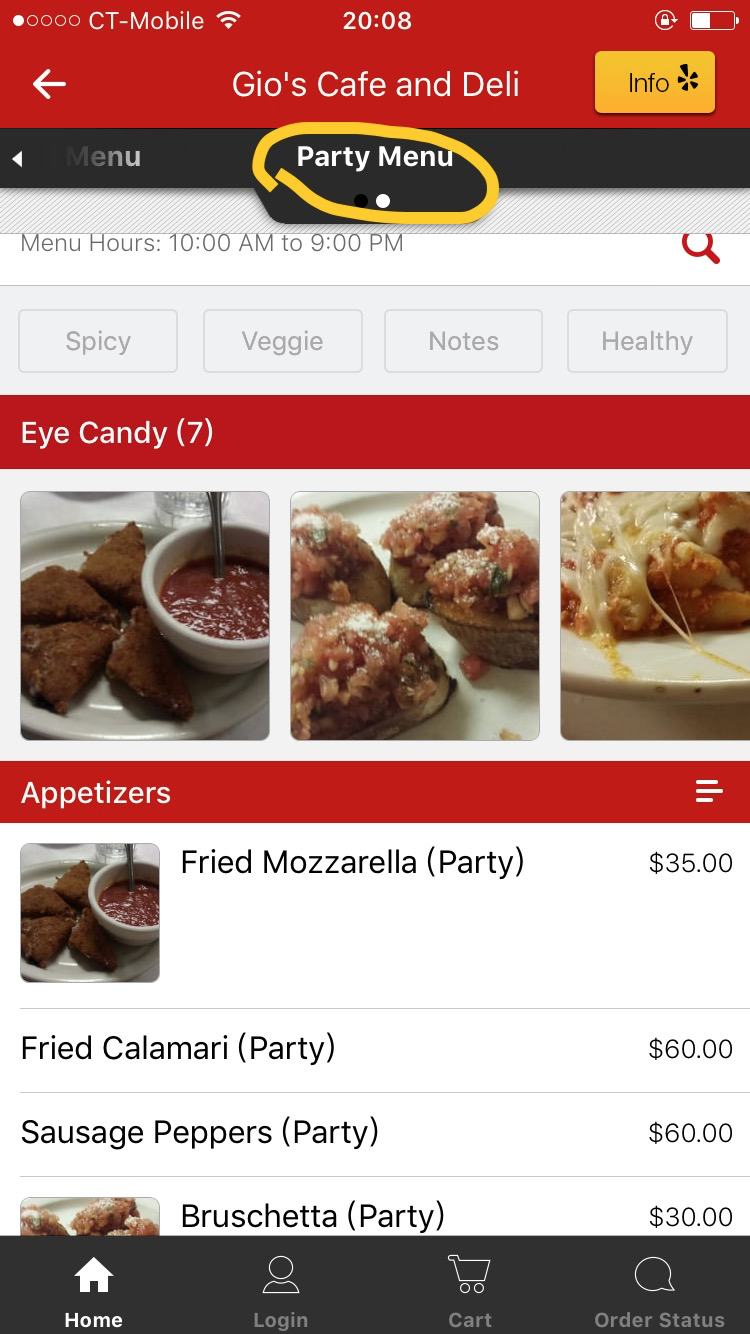 CT-Mobile 20:08
Gio's Cafe and Deli
Info
Menu Party Menu
Menu Hours: 10:00 AM to 9:00 PM
Spicy Veggie Notes Healthy
Eye Candy (7)
Appetizers
Fried Mozzarella (Party) $35.00
Fried Calamari (Party) $60.00
Sausage Peppers (Party) $60.00
Bruschetta (Party) $30.00
Home Login Cart Order Status